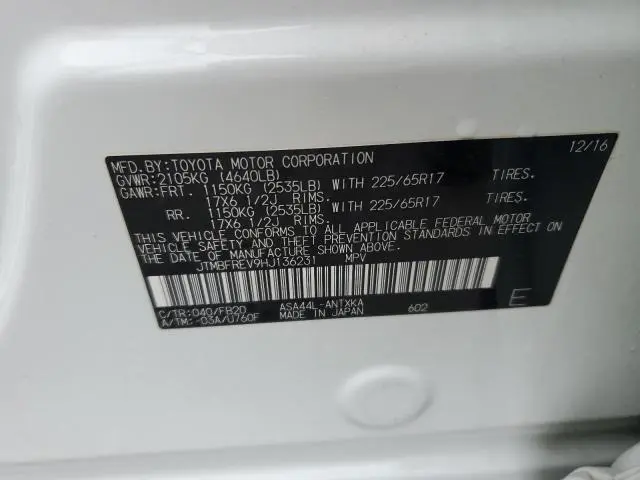 MFD.BY:TOYOTA MOTOR CORPORATION 12/16
GVWR:2105KG (4640LB)
GAWR:FRT. 1150KG (2535LB) WITH 225/65R17 TIRES.
17X6 1/2J RIMS.
RR. 1150KG (2535LB) WITH 225/65R17 TIRES.
17X6 1/2J RIMS.
THIS VEHICLE CONFORMS TO ALL APPLICABLE FEDERAL MOTOR
VEHICLE SAFETY AND THEFT PREVENTION STANDARDS IN EFFECT ON
THE DATE OF MANUFACTURE SHOWN ABOVE.
JTMBFREV9HJ136231 MPV
C/TR:040/FB20 ASA44L-ANTXKA 602 E
A/TM:-03A/U760F MADE IN JAPAN